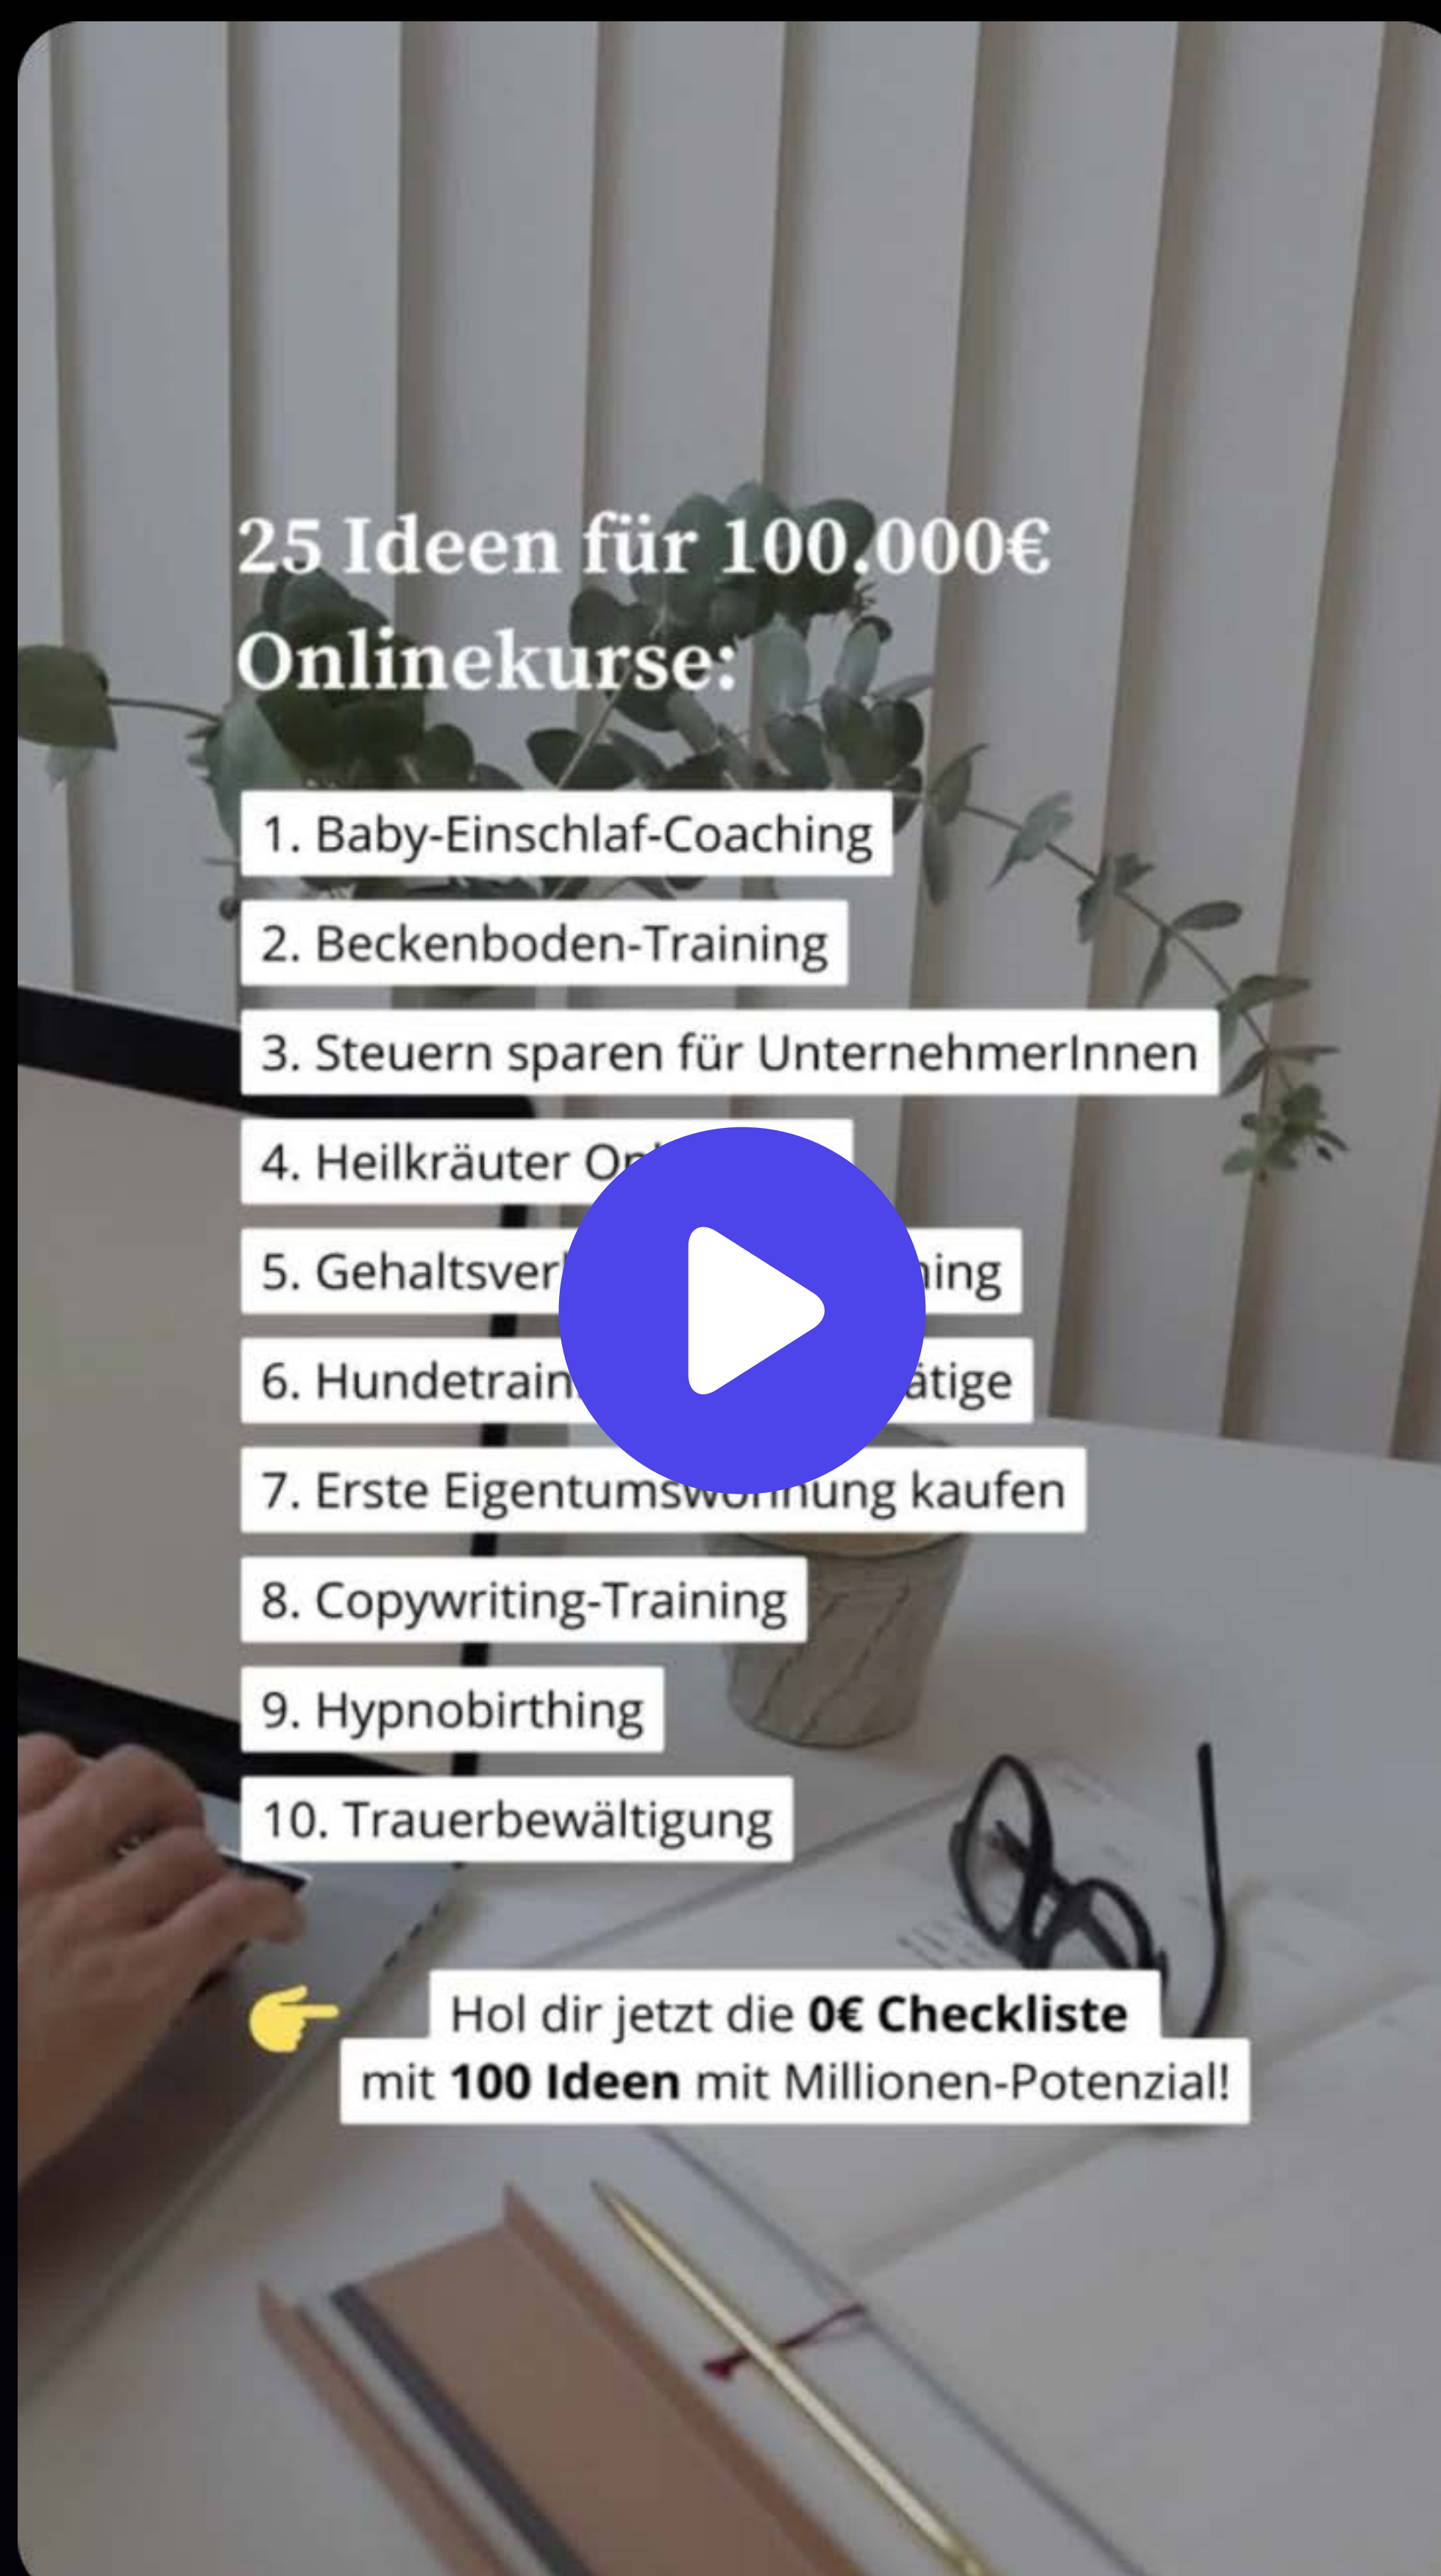 25 Ideen für 100.000€
Onlinekurse:
1. Baby-Einschlaf-Coaching
2. Beckenboden-Training
3. Steuern sparen für UnternehmerInnen
4. Heilkräuter
5.
6.
7. Erste Eigentumswohnung kaufen
8. Copywriting-Training
9. Hypnobirthing
10. Trauerbewältigung
👉 Hol dir jetzt die 0€ Checkliste
mit 100 Ideen mit Millionen-Potenzial!